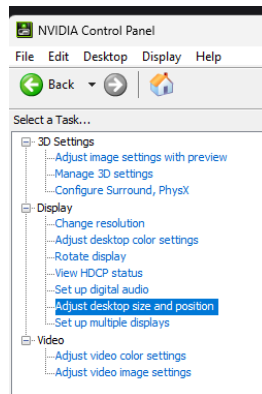 NVIDIA Control Panel
File Edit Desktop Display Help
Back
Select a Task...
3D Settings
Adjust image settings with preview
Manage 3D settings
Configure Surround, PhysX
Display
Change resolution
Adjust desktop color settings
Rotate display
View HDCP status
Set up digital audio
Adjust desktop size and position
Set up multiple displays
Video
Adjust video color settings
Adjust video image settings